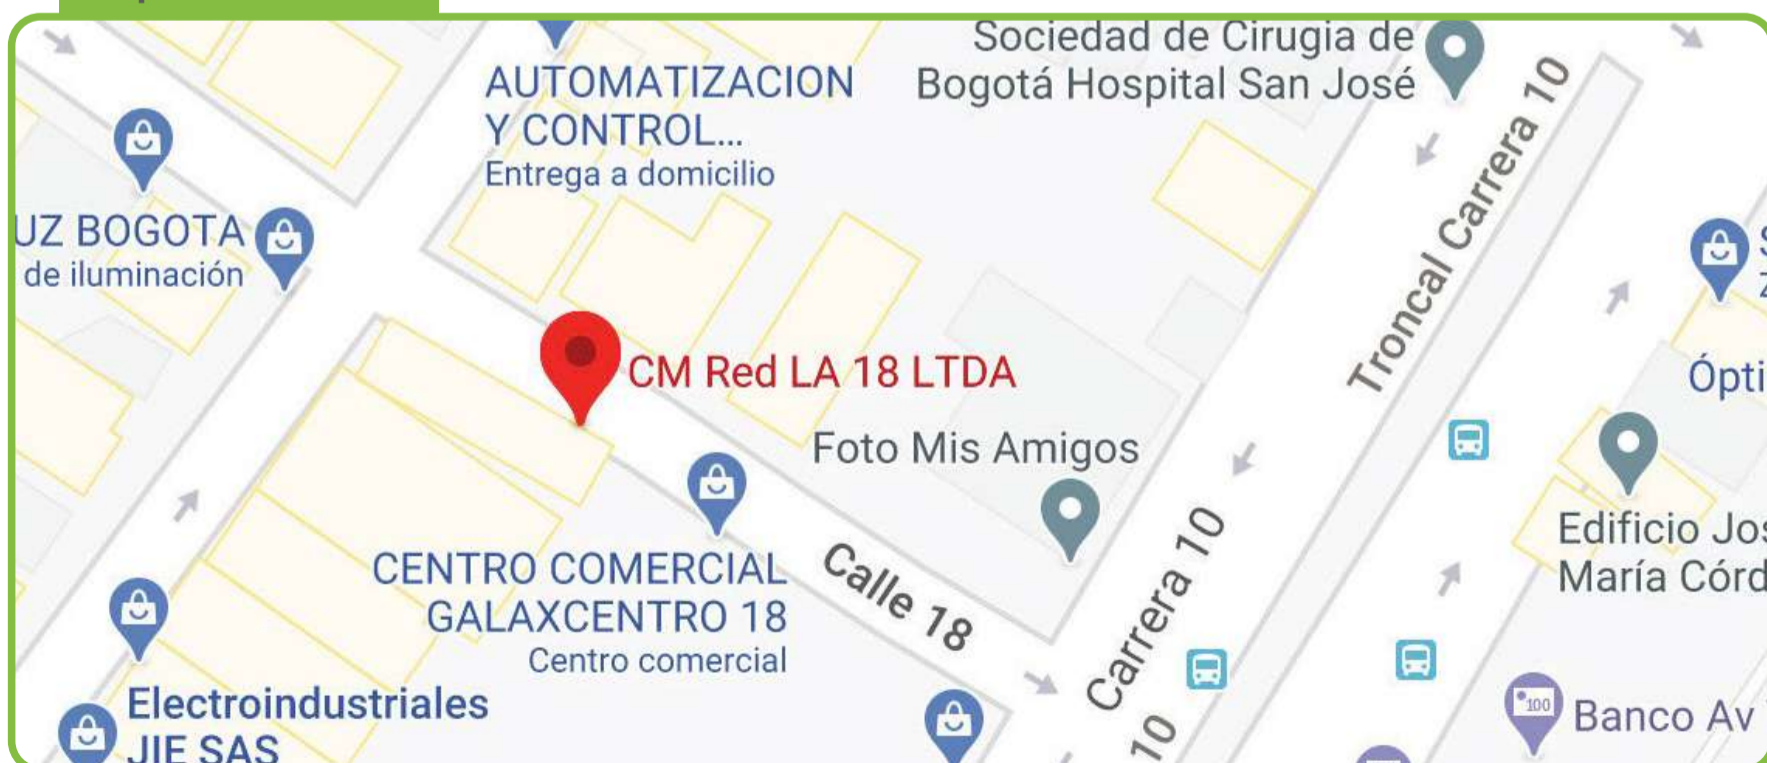 Sociedad de Cirugia de
Bogotá Hospital San José
AUTOMATIZACION
Y CONTROL...
Entrega a domicilio
Troncal Carrera 10
UZ BOGOTA
de iluminación
CM Red LA 18 LTDA
Ópti
Foto Mis Amigos
Edificio Jos
María Córd
CENTRO COMERCIAL
GALAXCENTRO 18
Centro comercial
Calle 18
Carrera 10
Electroindustriales
JIE SAS
100
Banco Av
10